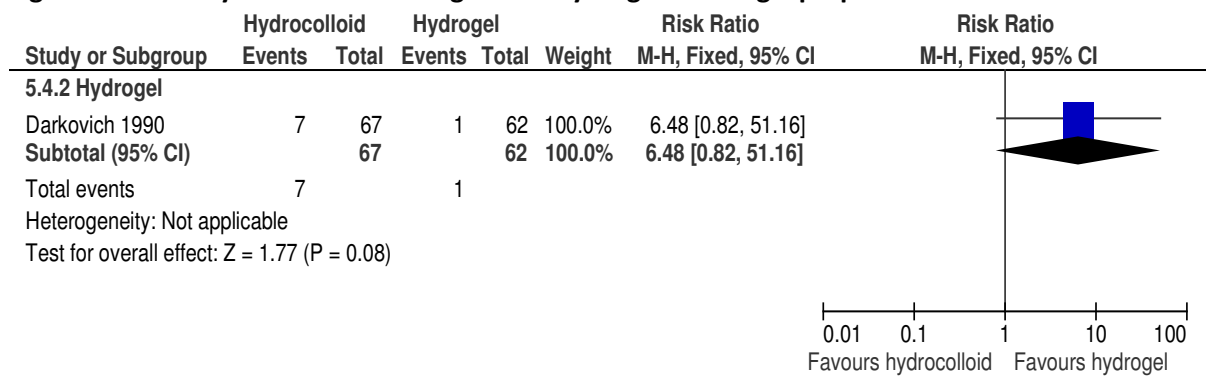 Hydrocolloid Hydrogel Risk Ratio Risk Ratio
Study or Subgroup Events Total Events Total Weight M-H, Fixed, 95% CI M-H, Fixed, 95% CI
5.4.2 Hydrogel
Darkovich 1990 7 67 1 62 100.0% 6.48 [0.82, 51.16]
Subtotal (95% CI) 67 62 100.0% 6.48 [0.82, 51.16]
Total events 7 1
Heterogeneity: Not applicable
Test for overall effect: Z = 1.77 (P = 0.08)
0.01 0.1 1 10 100
Favours hydrocolloid Favours hydrogel